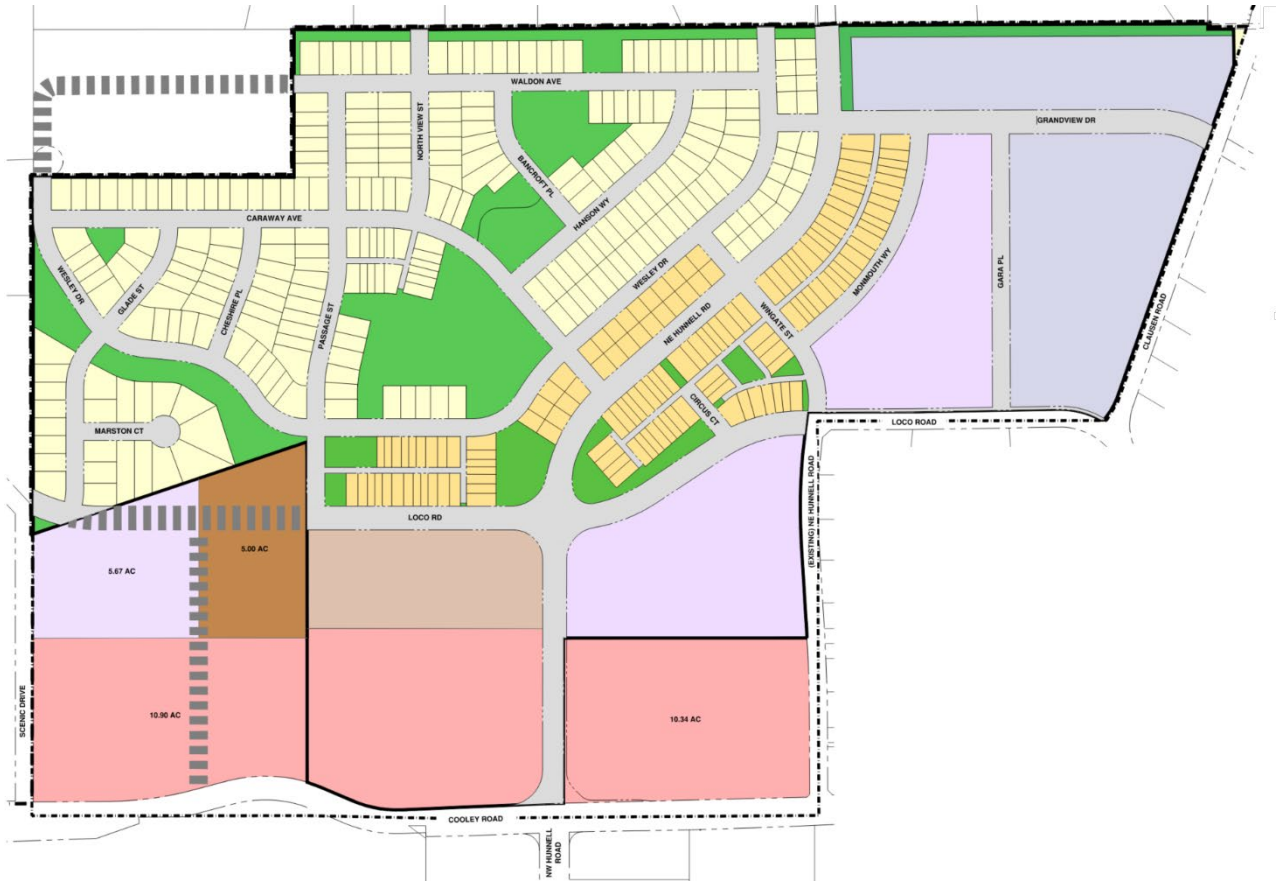 WALDON AVE
NORTH VIEW ST
GRANDVIEW DR
BANCROFT PL
HANSON WY
CARAWAY AVE
WESLEY DR
GLADE ST
CHESHIRE PL
PASSAGE ST
WESLEY DR
NE HUNNELL RD
WINGATE ST
MONMOUTH WY
GARA PL
CLAUSEN ROAD
MARSTON CT
CIRCUS CT
LOCO ROAD
LOCO RD
(EXISTING) NE HUNNELL ROAD
5.00 AC
5.67 AC
SCENIC DRIVE
10.90 AC
10.34 AC
COOLEY ROAD
NW HUNNELL
ROAD